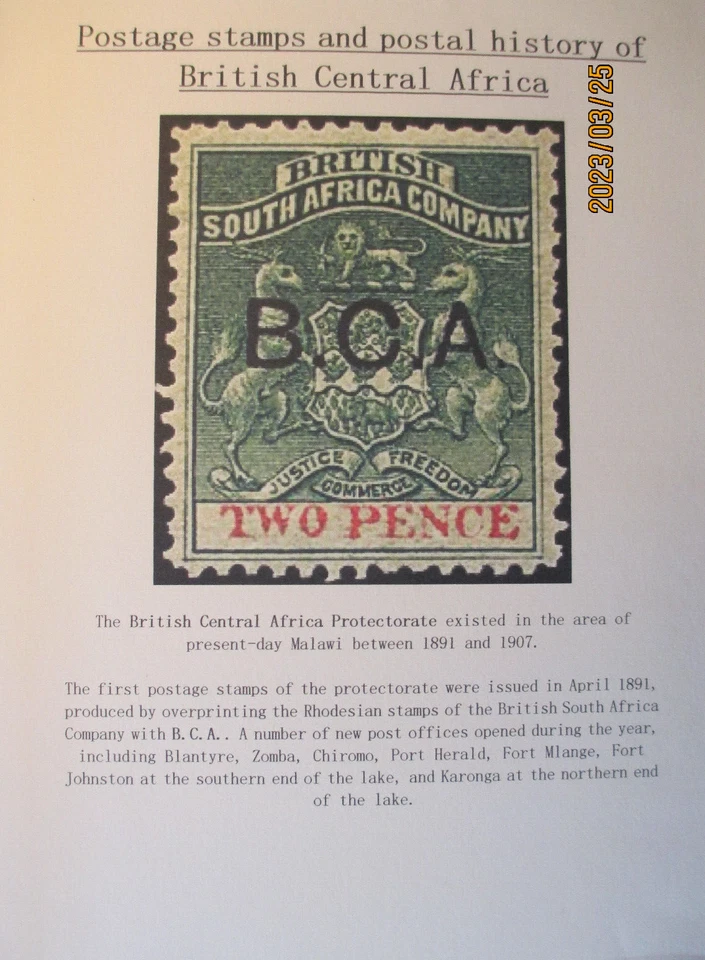 Postage stamps and postal history of
British Central Africa
2023/03/25
BRITISH
SOUTH AFRICA COMPANY
B.C.A.
JUSTICE FREEDOM
COMMERCE
TWO PENCE
The British Central Africa Protectorate existed in the area of
present-day Malawi between 1891 and 1907.
The first postage stamps of the protectorate were issued in April 1891,
produced by overprinting the Rhodesian stamps of the British South Africa
Company with B.C.A.. A number of new post offices opened during the year,
including Blantyre, Zomba, Chiromo, Port Herald, Fort Mlange, Fort
Johnston at the southern end of the lake, and Karonga at the northern end
of the lake.